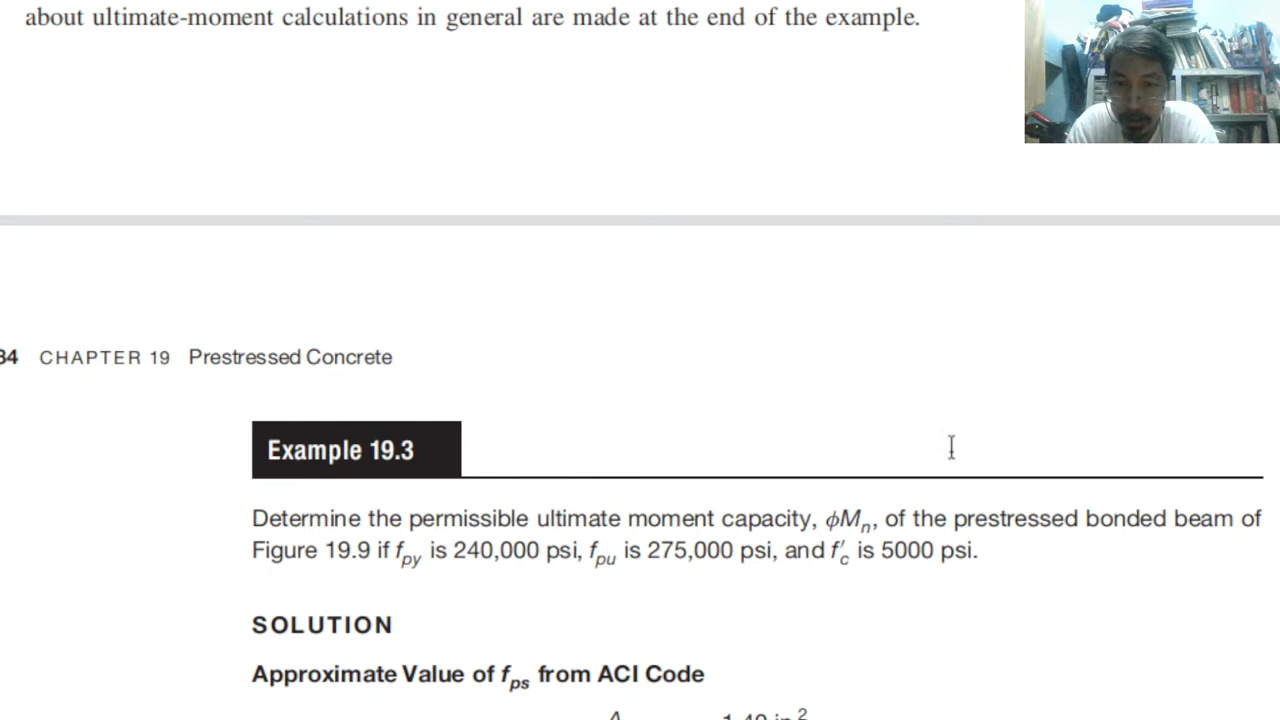 about ultimate-moment calculations in general are made at the end of the example.
34 CHAPTER 19 Prestressed Concrete
Example 19.3
Determine the permissible ultimate moment capacity, ϕMn, of the prestressed bonded beam of
Figure 19.9 if fpy is 240,000 psi, fpu is 275,000 psi, and f′c is 5000 psi.
SOLUTION
Approximate Value of fps from ACI Code